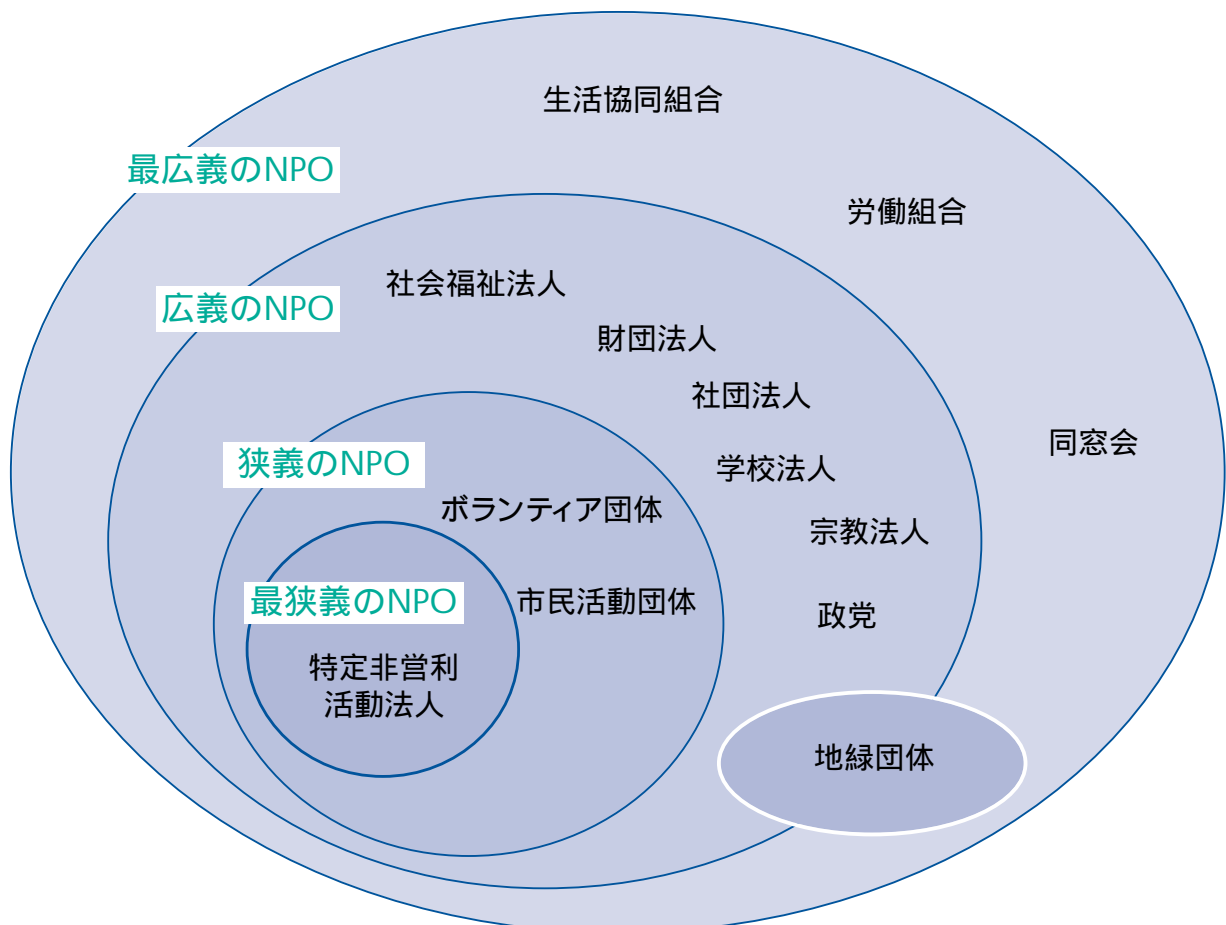 生活協同組合
最広義のNPO
労働組合
社会福祉法人
広義のNPO
財団法人
社団法人
同窓会
狭義のNPO
学校法人
ボランティア団体
宗教法人
最狭義のNPO
市民活動団体
政党
特定非営利
活動法人
地緑団体